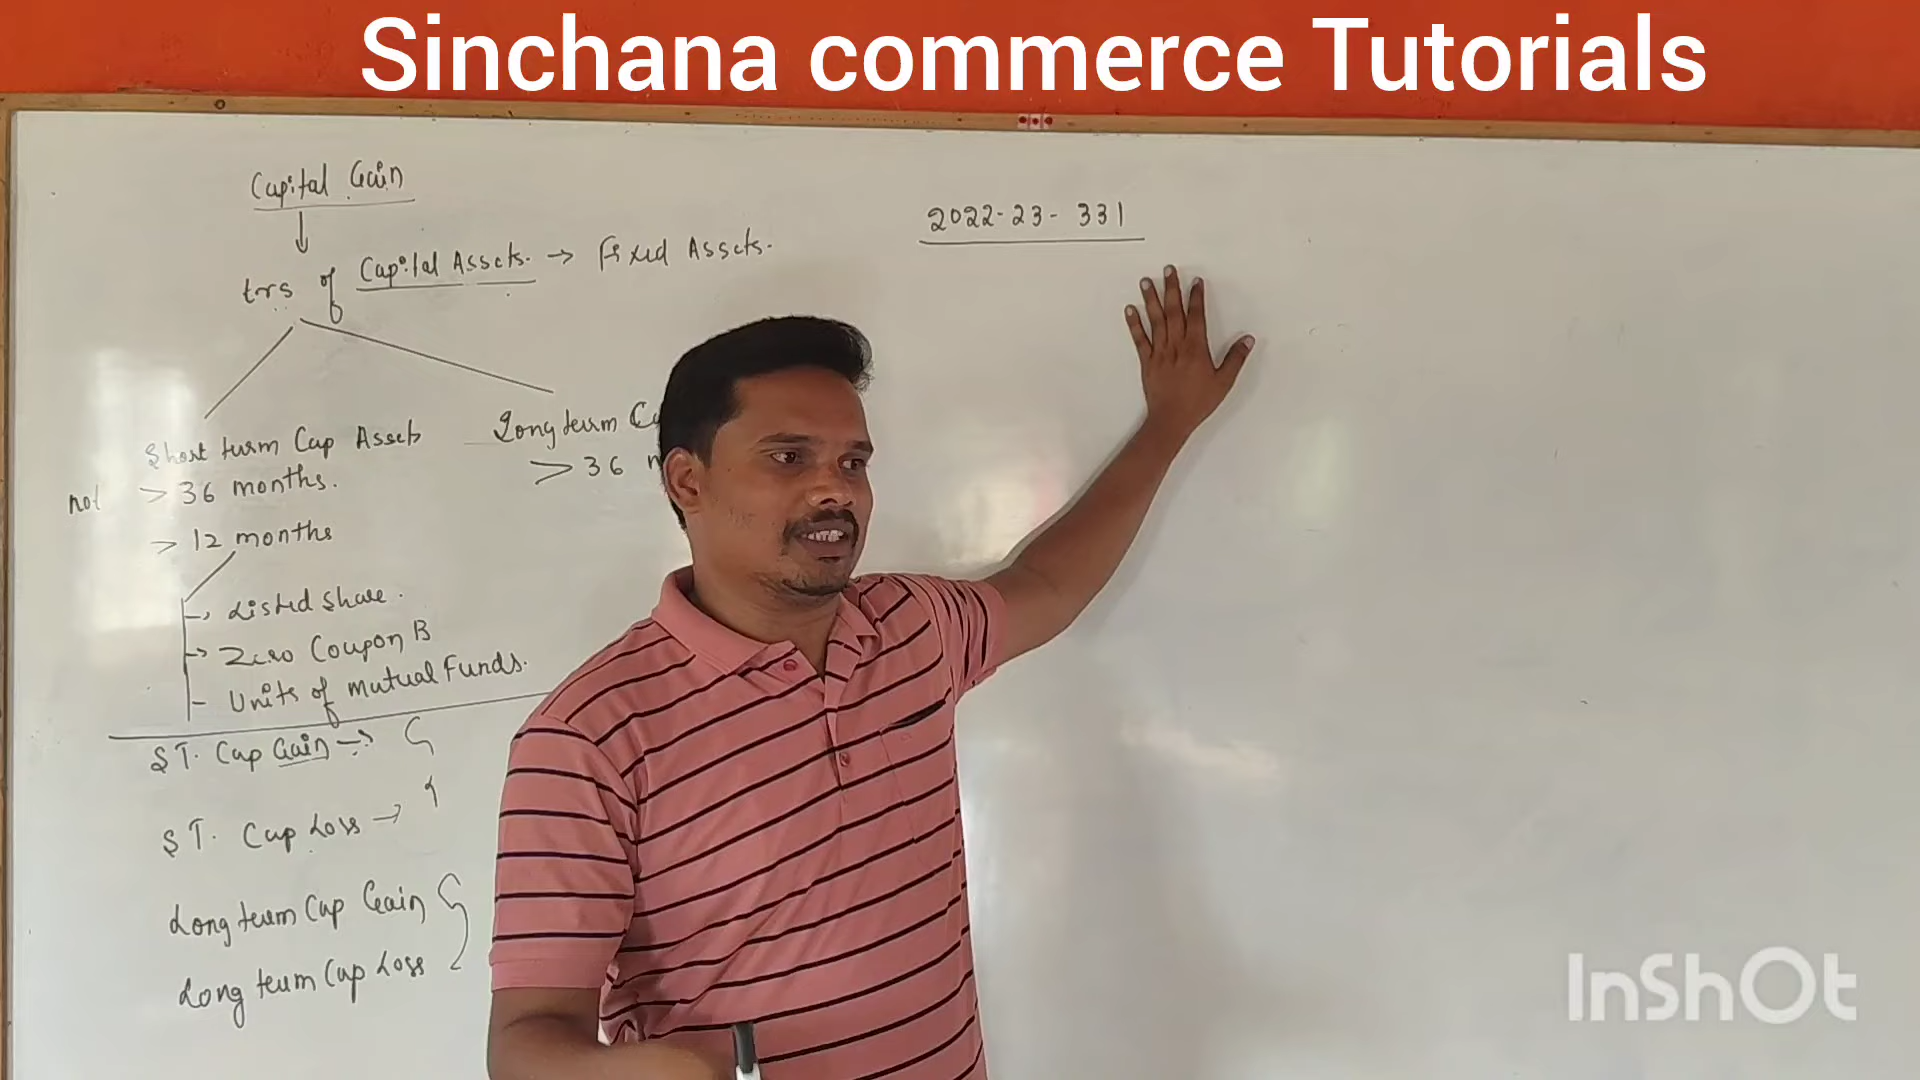 Sinchana commerce Tutorials
Capital Gain
trs of Capital Assets. → Fixed Assets.
Short term Cap Assets
not > 36 months.
> 12 months
→ Listed Share.
→ Zero Coupon B
- Units of mutual Funds.
S T. Cap Gain →
S T. Cap Loss →
Long term Cap Gain
Long term Cap Loss
Long term
> 36
2022-23- 331
InShOt